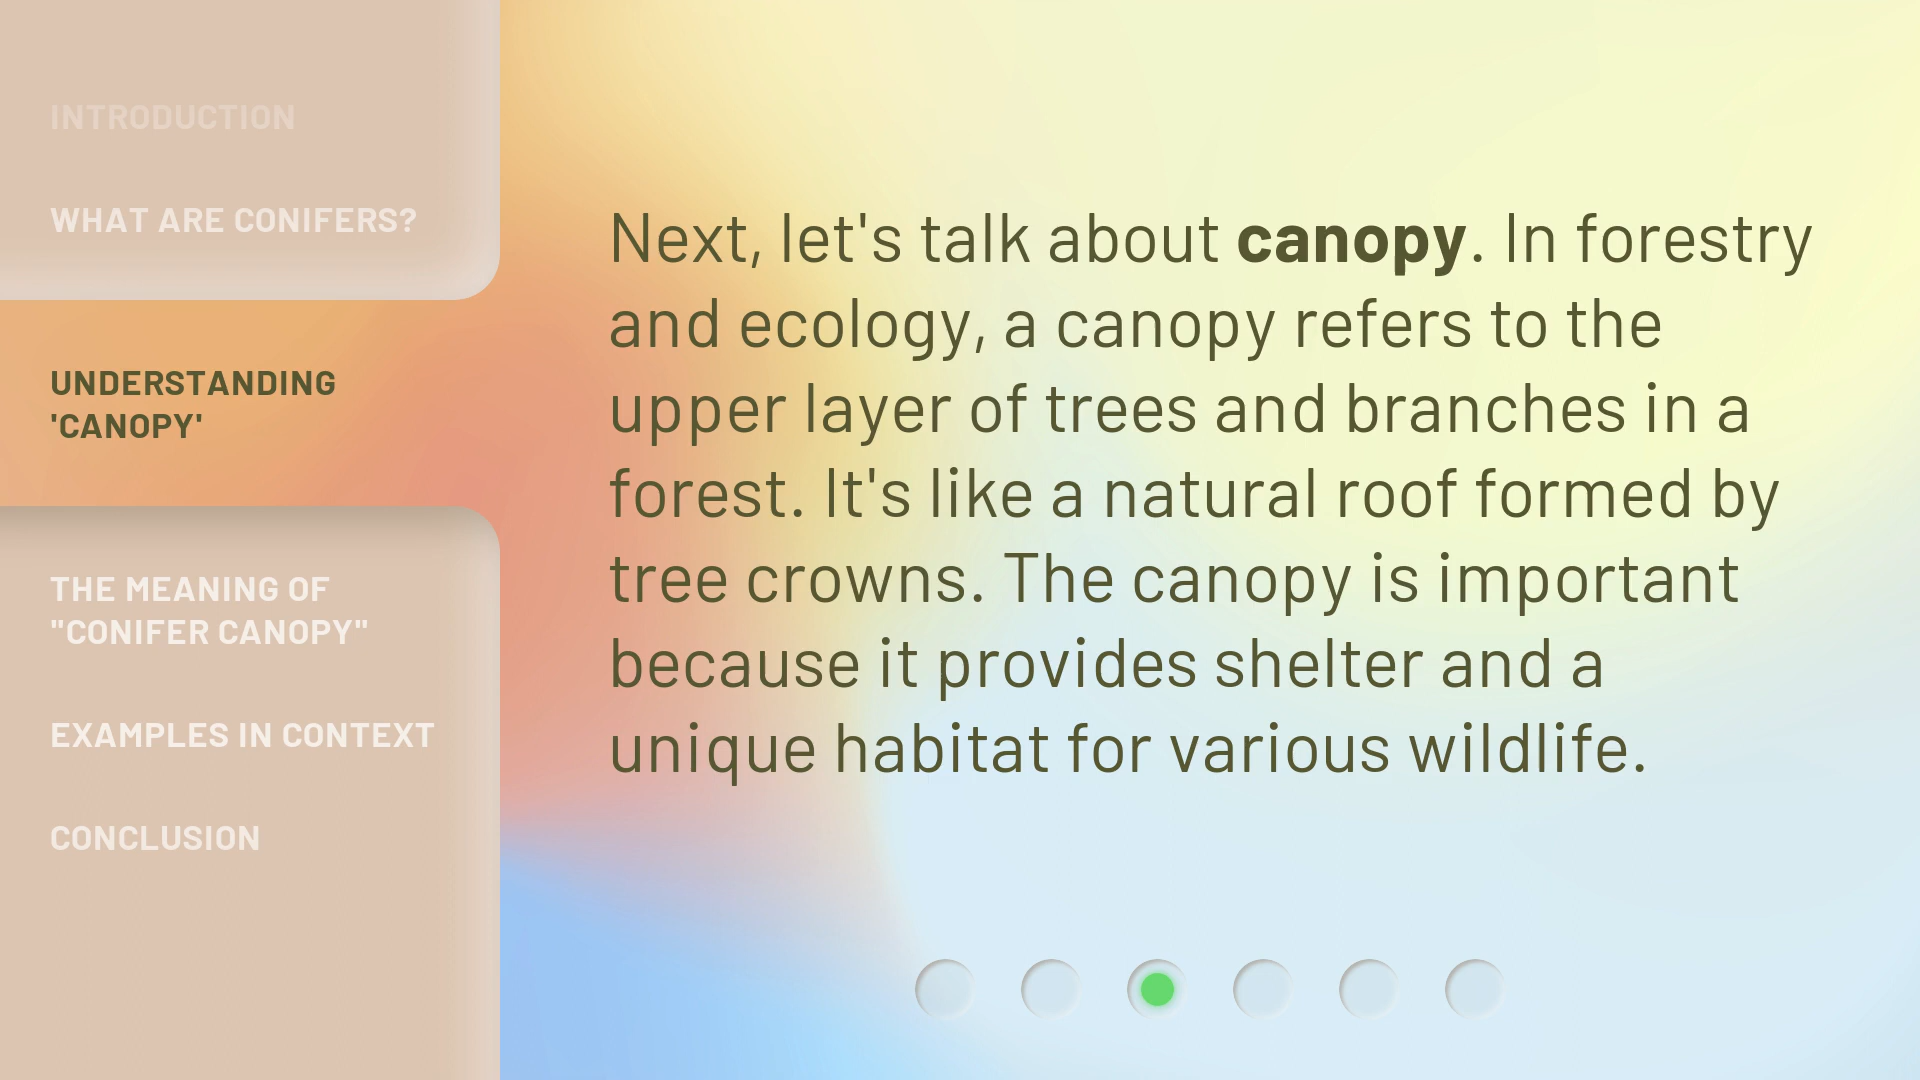 INTRODUCTION
WHAT ARE CONIFERS?
UNDERSTANDING
'CANOPY'
THE MEANING OF
"CONIFER CANOPY"
EXAMPLES IN CONTEXT
CONCLUSION
Next, let's talk about canopy. In forestry
and ecology, a canopy refers to the
upper layer of trees and branches in a
forest. It's like a natural roof formed by
tree crowns. The canopy is important
because it provides shelter and a
unique habitat for various wildlife.